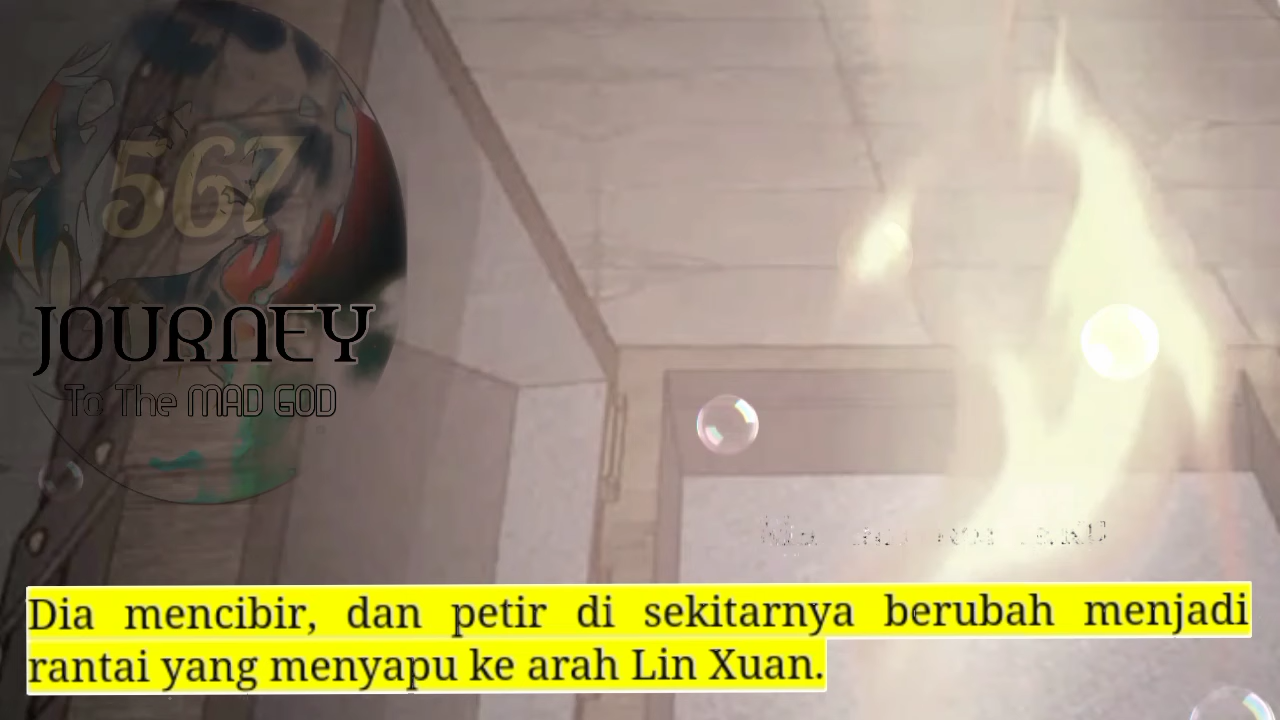 567
JOURNEY
To The MAD GOD
Dia mencibir, dan petir di sekitarnya berubah menjadi
rantai yang menyapu ke arah Lin Xuan.